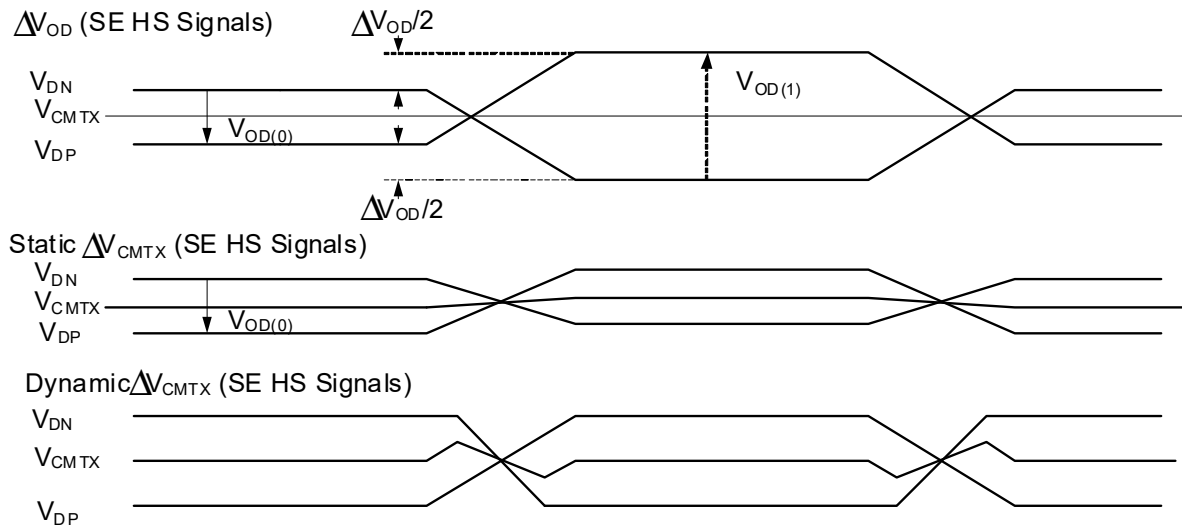 ΔVOD (SE HS Signals)
ΔVOD/2
VDN
VCMTX
VOD(0)
VDP
VOD(1)
ΔVOD/2
Static ΔVCMTX (SE HS Signals)
VDN
VCMTX
VOD(0)
VDP
Dynamic ΔVCMTX (SE HS Signals)
VDN
VCMTX
VDP